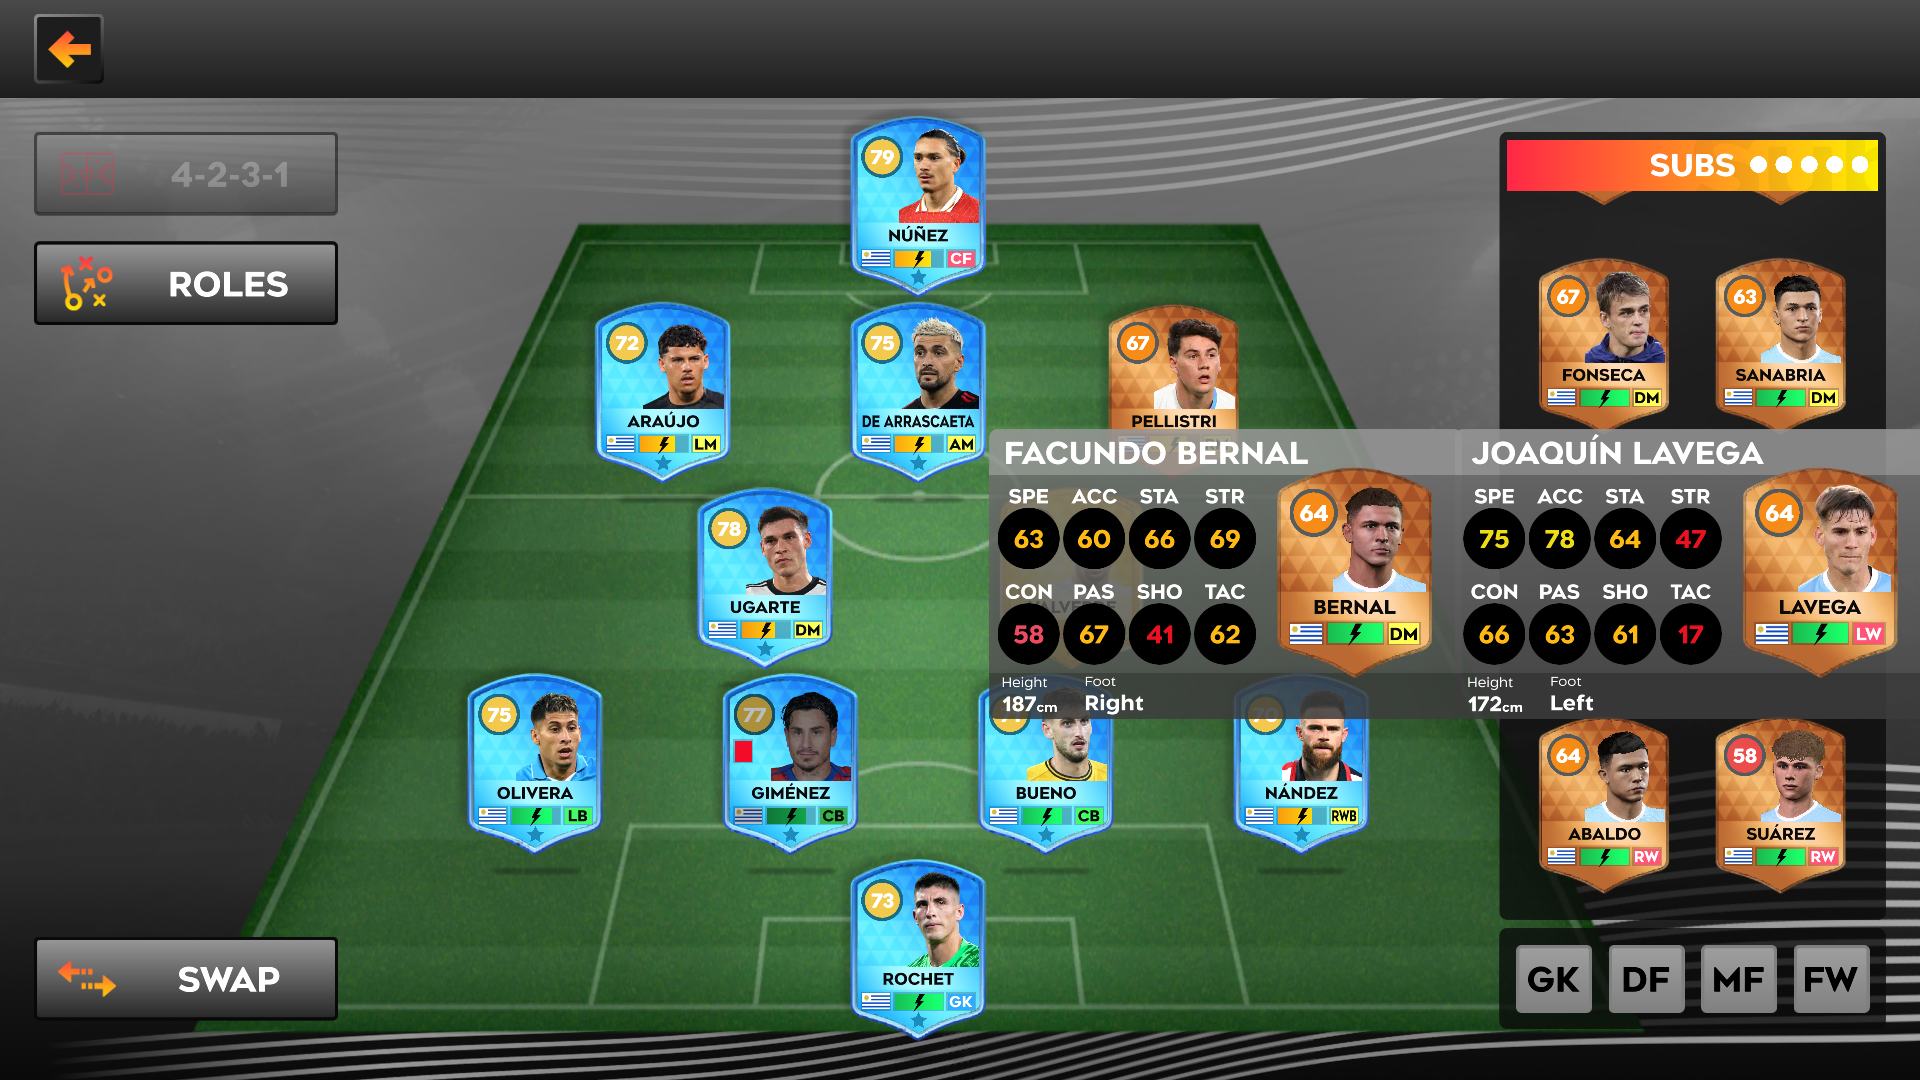 4-2-3-1
ROLES
SUBS
79
NÚÑEZ
CF
72
ARAÚJO
LM
75
DE ARRASCAETA
AM
67
PELLISTRI
67
FONSECA
DM
63
SANABRIA
DM
78
UGARTE
DM
FACUNDO BERNAL
SPE ACC STA STR
63 60 66 69
CON PAS SHO TAC
58 67 41 62
Height Foot
187cm Right
64
BERNAL
DM
JOAQUÍN LAVEGA
SPE ACC STA STR
75 78 64 47
CON PAS SHO TAC
66 63 61 17
Height Foot
172cm Left
64
LAVEGA
LW
75
OLIVERA
LB
77
GIMÉNEZ
CB
BUENO
CB
NÁNDEZ
RWB
64
ABALDO
RW
58
SUÁREZ
RW
73
ROCHET
GK
SWAP
GK DF MF FW